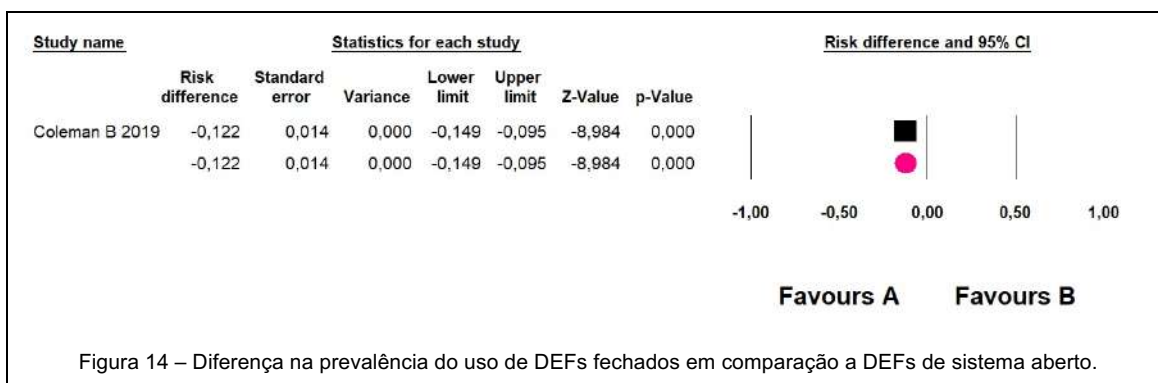 Study name Statistics for each study Risk difference and 95% CI
Risk difference Standard error Variance Lower limit Upper limit Z-Value p-Value
Coleman B 2019 -0,122 0,014 0,000 -0,149 -0,095 -8,984 0,000
-0,122 0,014 0,000 -0,149 -0,095 -8,984 0,000
-1,00 -0,50 0,00 0,50 1,00
Favours A Favours B
Figura 14 – Diferença na prevalência do uso de DEFs fechados em comparação a DEFs de sistema aberto.